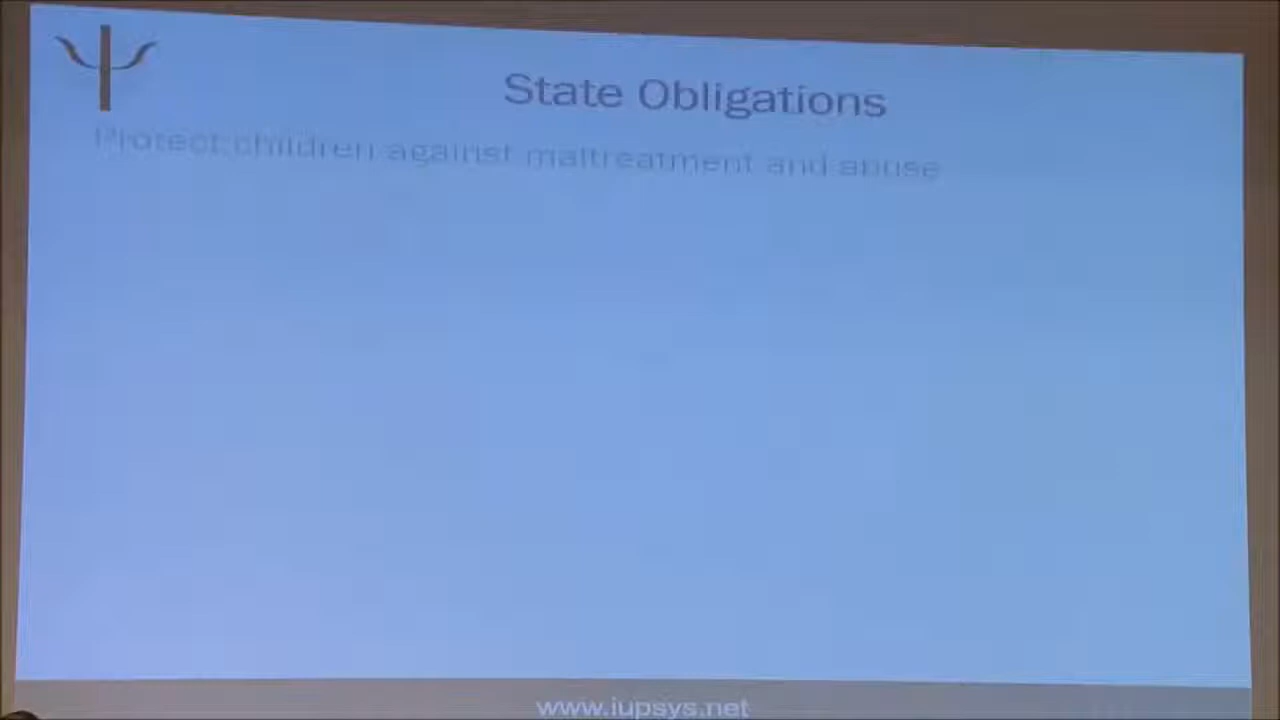 State Obligations
Protect children against maltreatment and abuse
www.iupsys.net